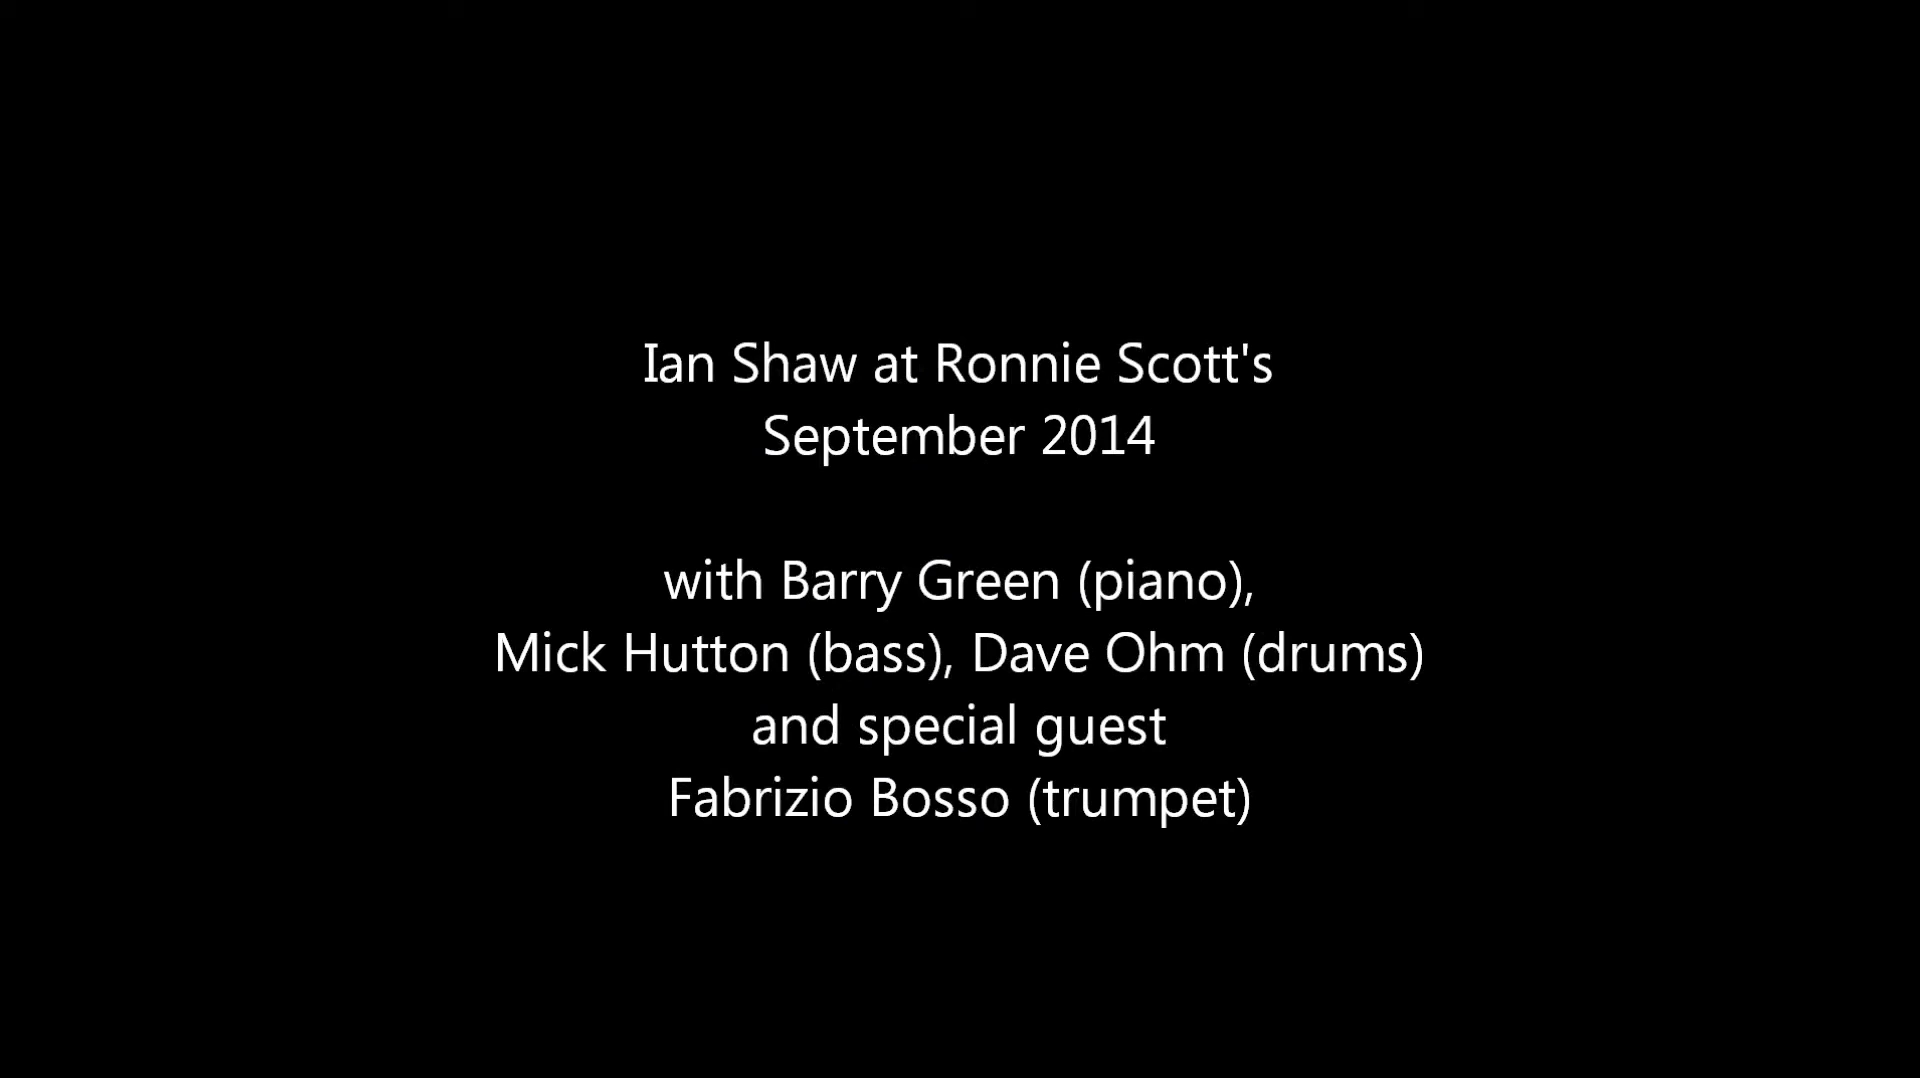 Ian Shaw at Ronnie Scott's
September 2014
with Barry Green (piano),
Mick Hutton (bass), Dave Ohm (drums)
and special guest
Fabrizio Bosso (trumpet)